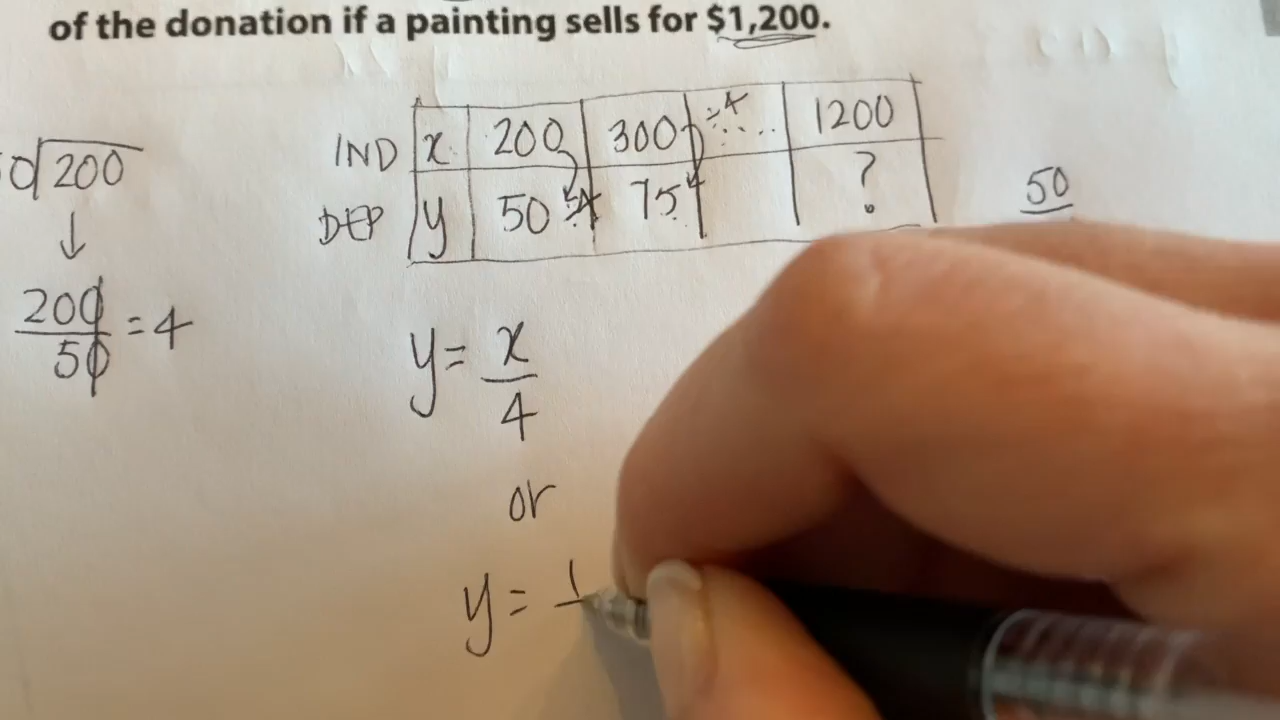 of the donation if a painting sells for $1,200.
IND x 200 300 ÷4 ... 1200
DEP y 50 75 ?
0 200
50
200
50 = 4
y = x
4
or
y = 1